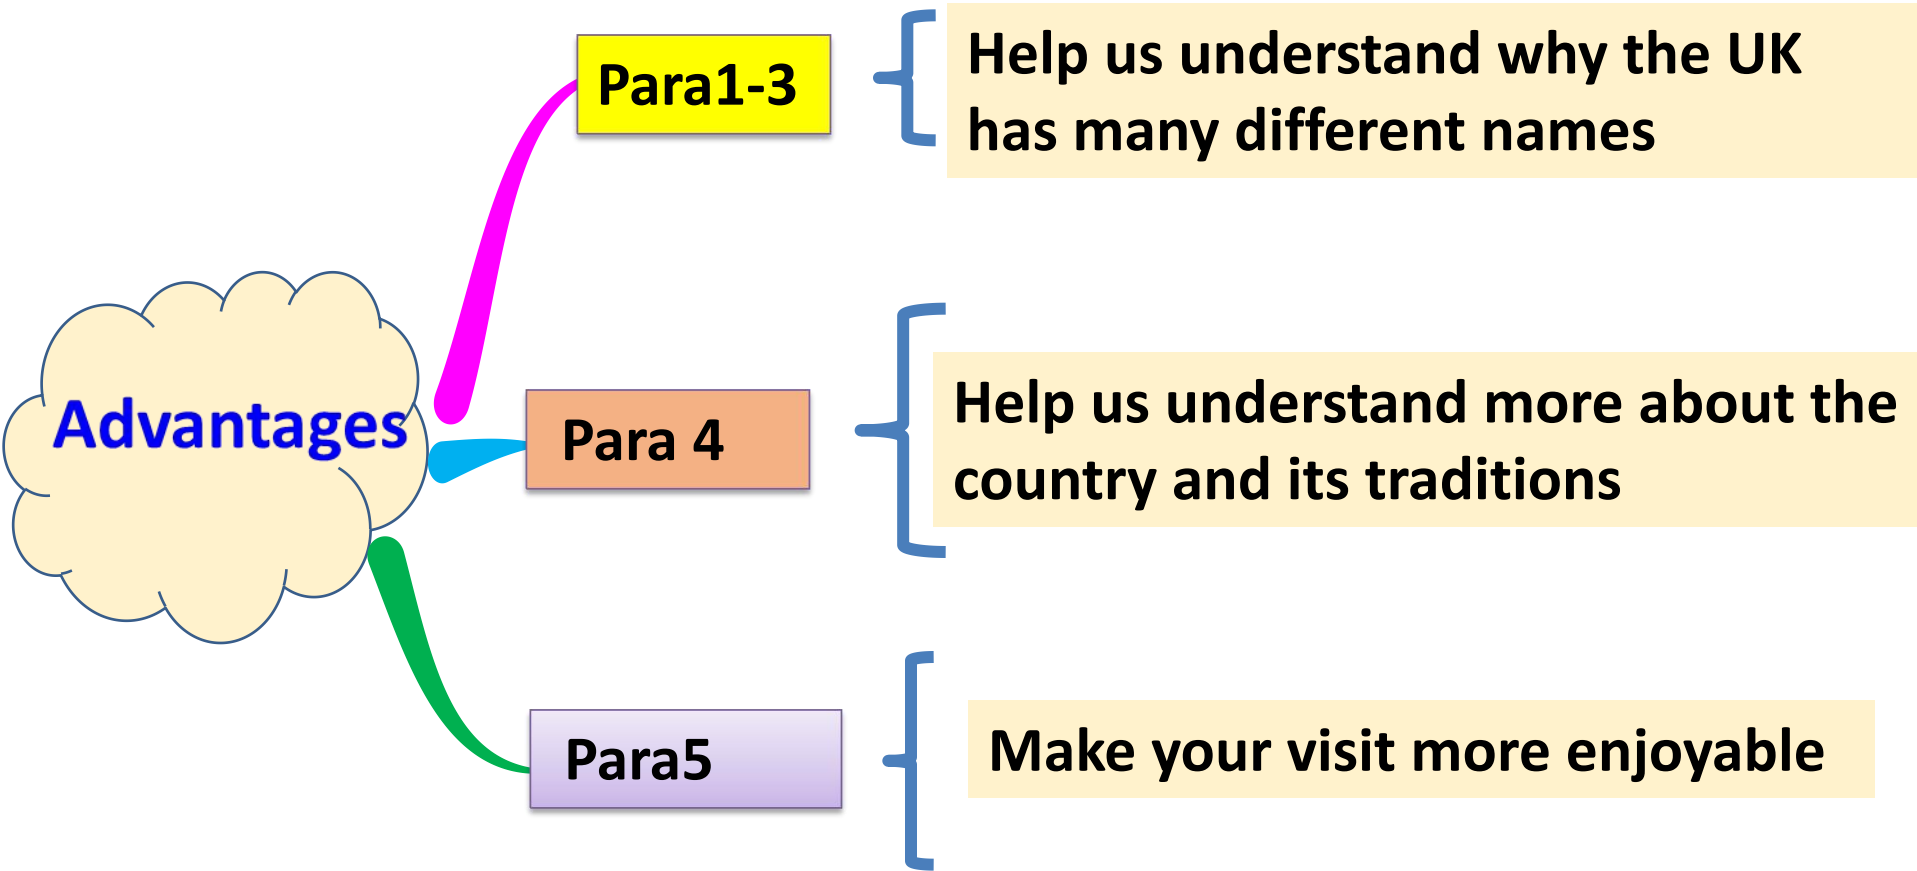 Advantages
Para1-3
Help us understand why the UK
has many different names
Para 4
Help us understand more about the
country and its traditions
Para5
Make your visit more enjoyable